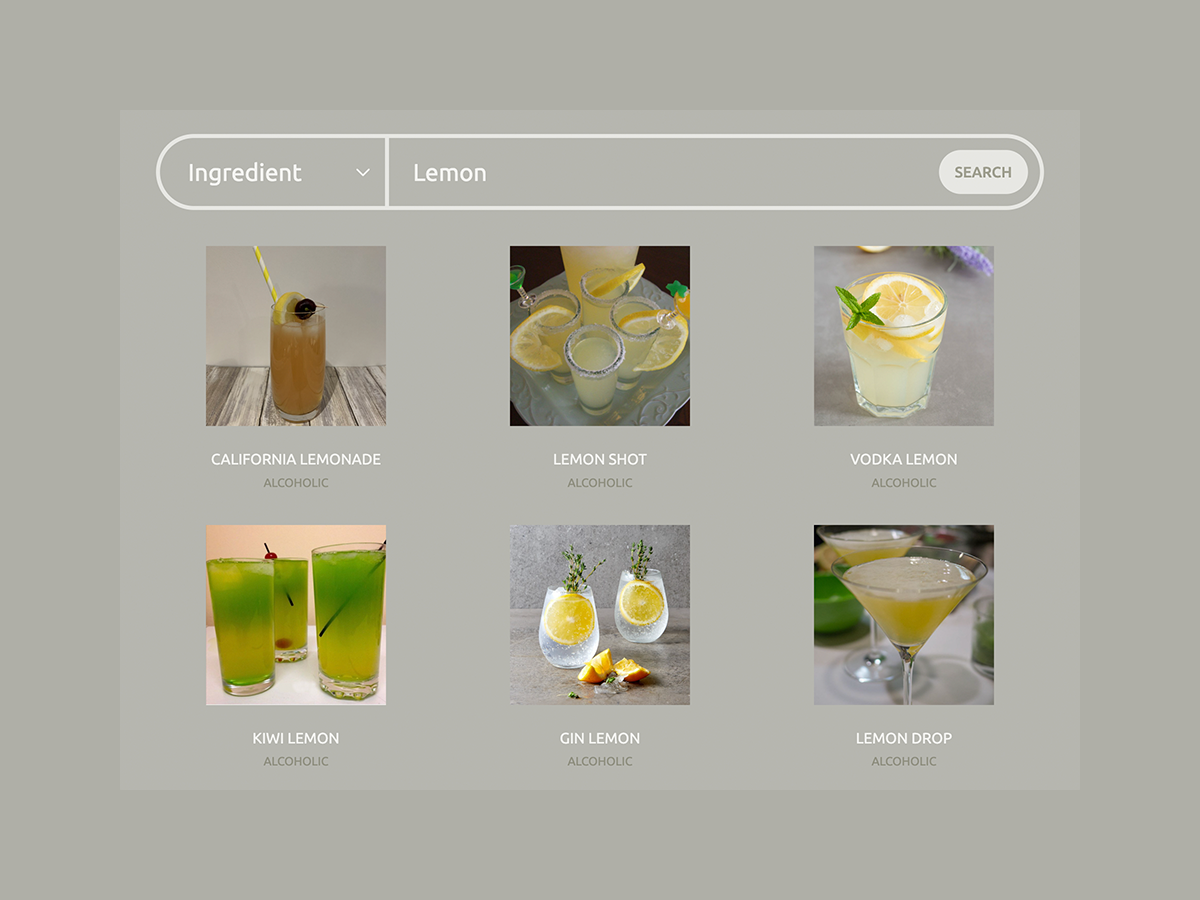 Ingredient
Lemon
SEARCH
CALIFORNIA LEMONADE
ALCOHOLIC
LEMON SHOT
ALCOHOLIC
VODKA LEMON
ALCOHOLIC
KIWI LEMON
ALCOHOLIC
GIN LEMON
ALCOHOLIC
LEMON DROP
ALCOHOLIC